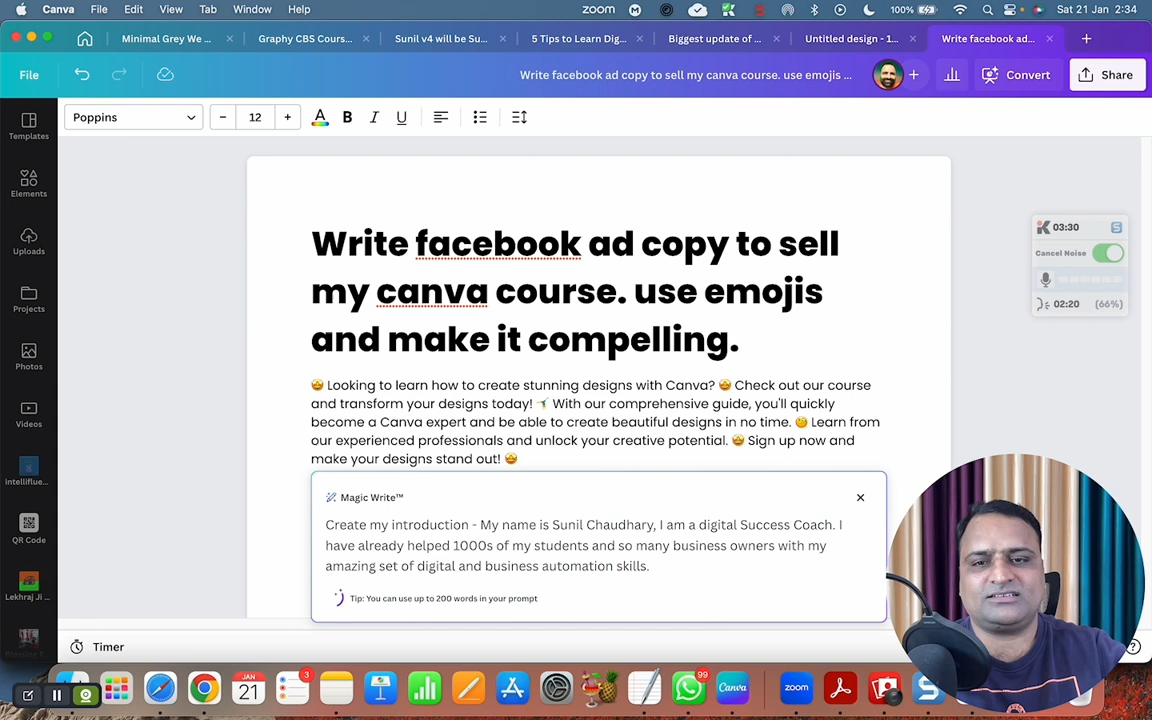 Canva File Edit View Tab Window Help zoom 100% Sat 21 Jan 2:34
Minimal Grey We ... Graphy CBS Cours... Sunil v4 will be Su... 5 Tips to Learn Dig... Biggest update of ... Untitled design - 1... Write facebook ad...
File Write facebook ad copy to sell my canva course. use emojis ... Convert Share
Poppins 12 B I U
Templates
Elements
Uploads
Projects
Photos
Videos
intelliflue...
QR Code
Lekhraj Ji ...
Write facebook ad copy to sell
my canva course. use emojis
and make it compelling.
🤩 Looking to learn how to create stunning designs with Canva? 🤩 Check out our course
and transform your designs today! With our comprehensive guide, you'll quickly
become a Canva expert and be able to create beautiful designs in no time. 🧐 Learn from
our experienced professionals and unlock your creative potential. 🤩 Sign up now and
make your designs stand out! 🤩
Magic Write™
Create my introduction - My name is Sunil Chaudhary, I am a digital Success Coach. I
have already helped 1000s of my students and so many business owners with my
amazing set of digital and business automation skills.
Tip: You can use up to 200 words in your prompt
03:30
Cancel Noise
02:20 (66%)
Timer
JAN
21
3
99
Canva
zoom